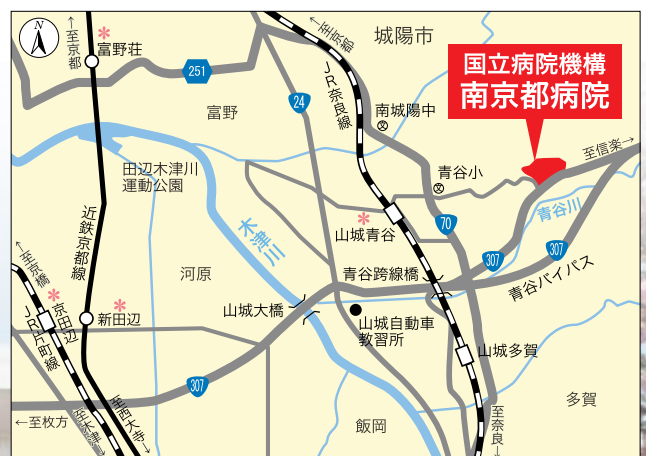 N
←至京都
富野荘
251
富野
24
JR奈良線
←至京都
城陽市
国立病院機構
南京都病院
南城陽中
文
至信楽→
青谷小
文
田辺木津川
運動公園
近鉄京都線
木津川
山城青谷
70
青谷川
307
307
青谷バイパス
青谷跨線橋
←至京橋
河原
山城大橋
京田辺
新田辺
JR片町線
山城自動車
教習所
山城多賀
307
多賀
←至枚方
至木津→
至西大寺→
飯岡
至奈良→